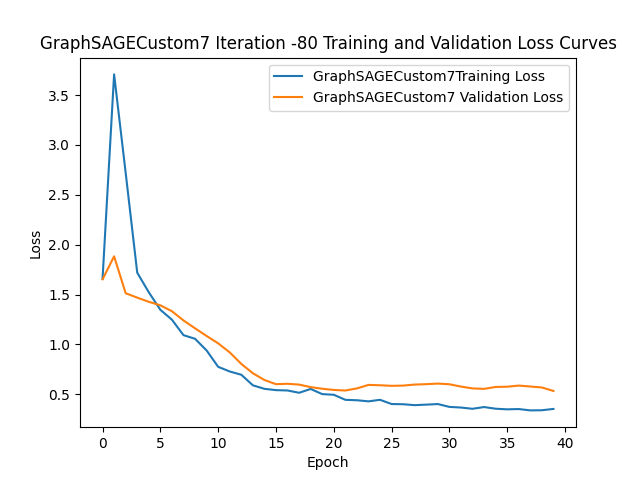 GraphSAGECustom7 Iteration -80 Training and Validation Loss Curves
GraphSAGECustom7Training Loss
GraphSAGECustom7 Validation Loss
3.5
3.0
2.5
2.0
1.5
1.0
0.5
Loss
0 5 10 15 20 25 30 35 40
Epoch